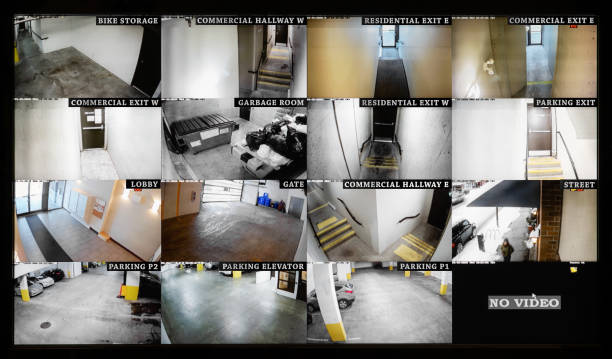 BIKE STORAGE
COMMERCIAL HALLWAY W
RESIDENTIAL EXIT E
COMMERCIAL EXIT E
COMMERCIAL EXIT W
GARBAGE ROOM
RESIDENTIAL EXIT W
PARKING EXIT
LOBBY
GATE
COMMERCIAL HALLWAY E
STREET
PARKING P2
PARKING ELEVATOR
PARKING P1
NO VIDEO